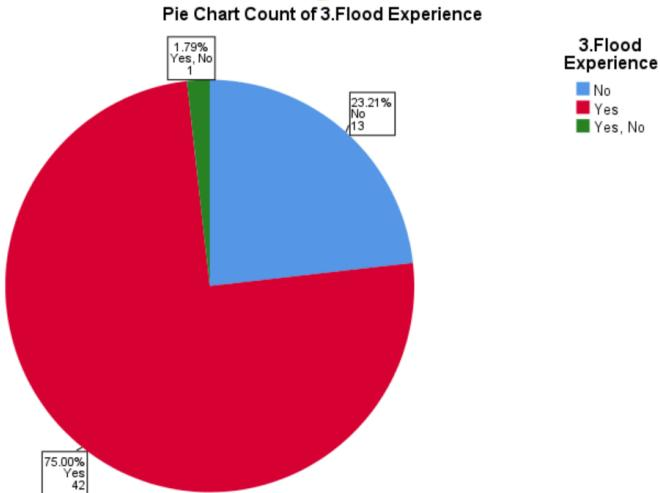 Pie Chart Count of 3.Flood Experience
1.79%
Yes, No
1
23.21%
No
13
75.00%
Yes
42
3.Flood
Experience
No
Yes
Yes, No